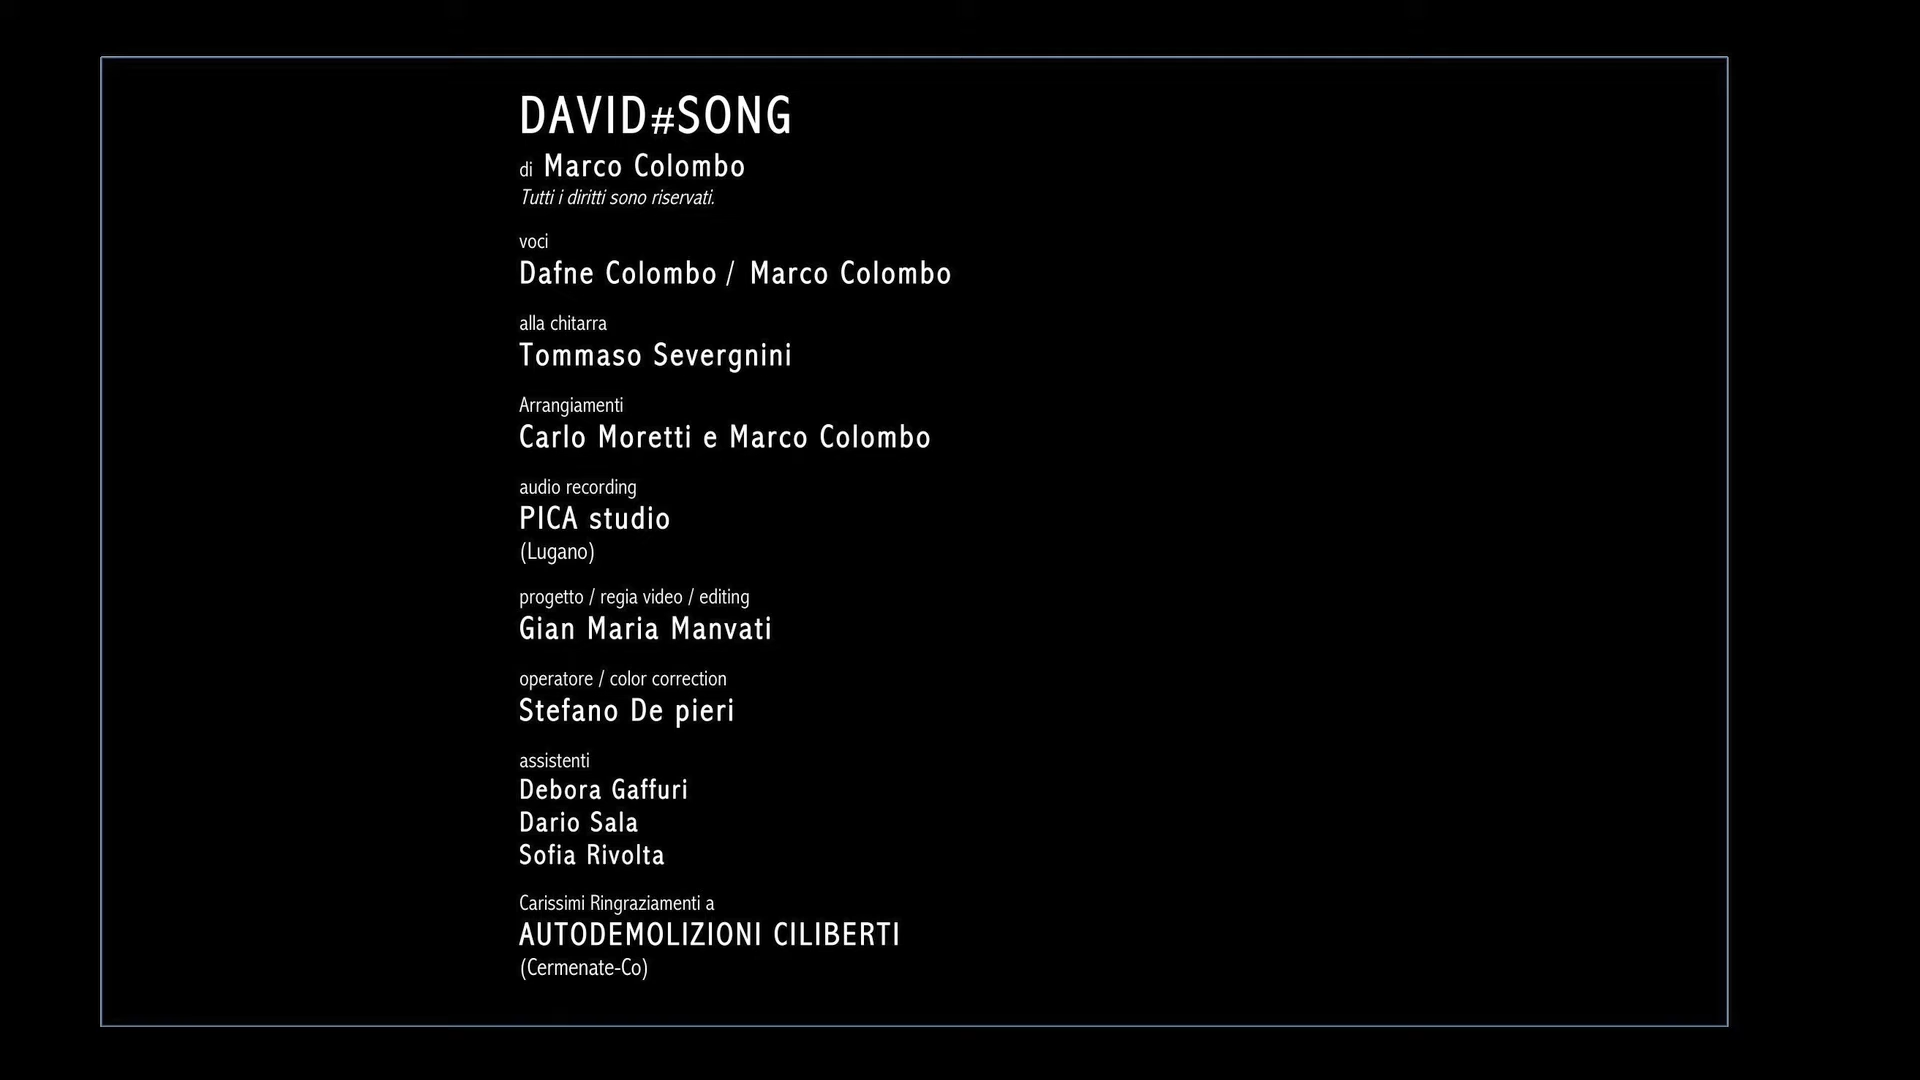 DAVID#SONG
di Marco Colombo
Tutti i diritti sono riservati.
voci
Dafne Colombo / Marco Colombo
alla chitarra
Tommaso Severgnini
Arrangiamenti
Carlo Moretti e Marco Colombo
audio recording
PICA studio
(Lugano)
progetto / regia video / editing
Gian Maria Manvati
operatore / color correction
Stefano De pieri
assistenti
Debora Gaffuri
Dario Sala
Sofia Rivolta
Carissimi Ringraziamenti a
AUTODEMOLIZIONI CILIBERTI
(Cermenate-Co)